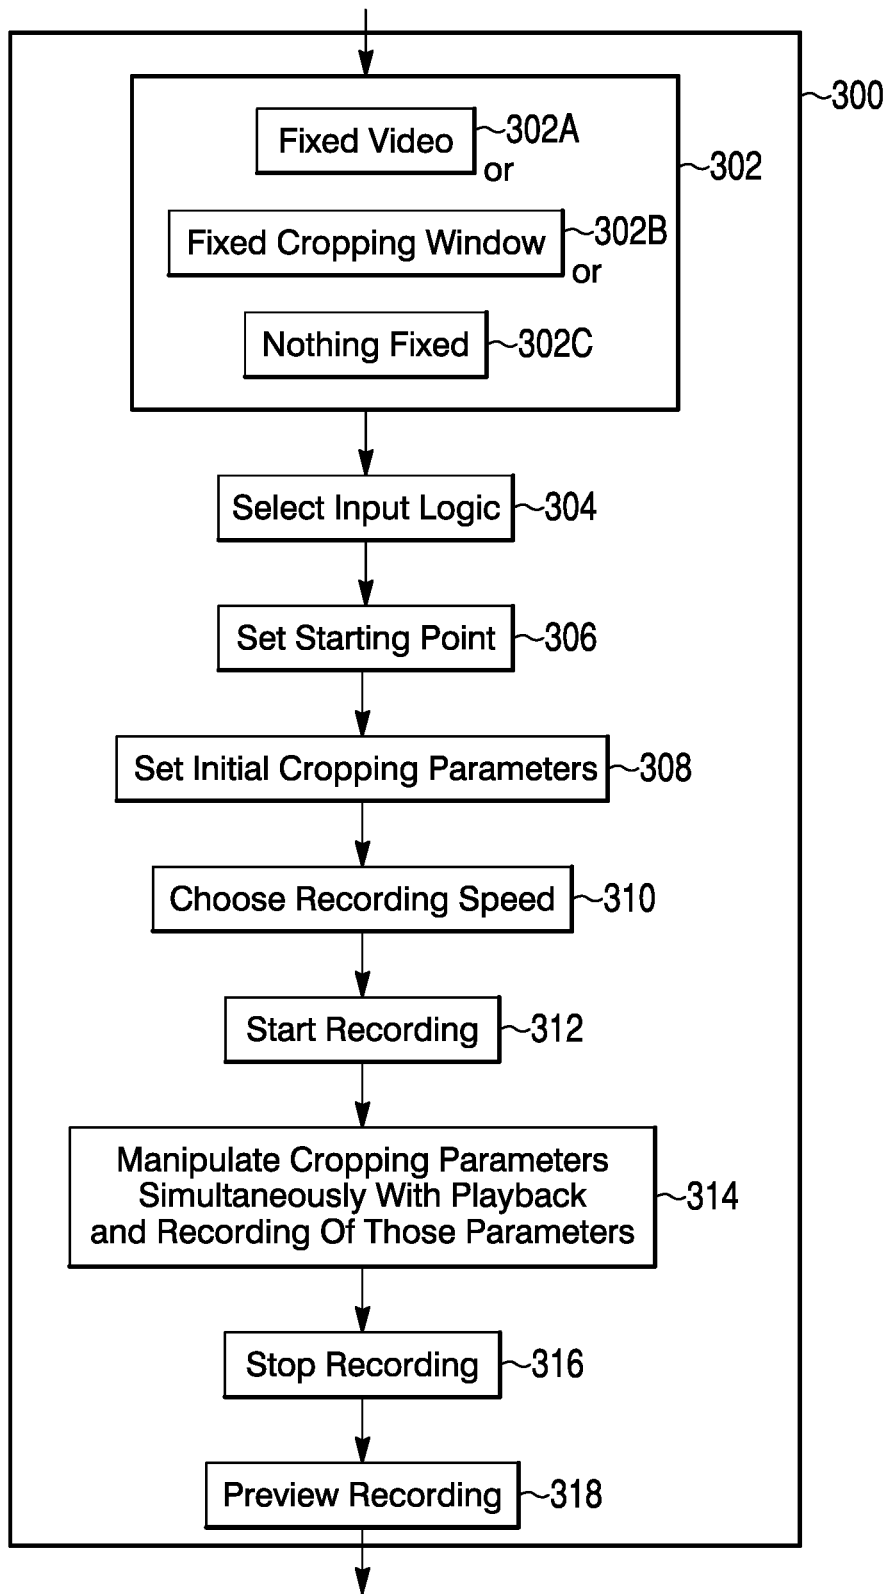 300
Fixed Video 302A
or
302
Fixed Cropping Window 302B
or
Nothing Fixed 302C
Select Input Logic 304
Set Starting Point 306
Set Initial Cropping Parameters 308
Choose Recording Speed 310
Start Recording 312
Manipulate Cropping Parameters
Simultaneously With Playback
and Recording Of Those Parameters
314
Stop Recording 316
Preview Recording 318